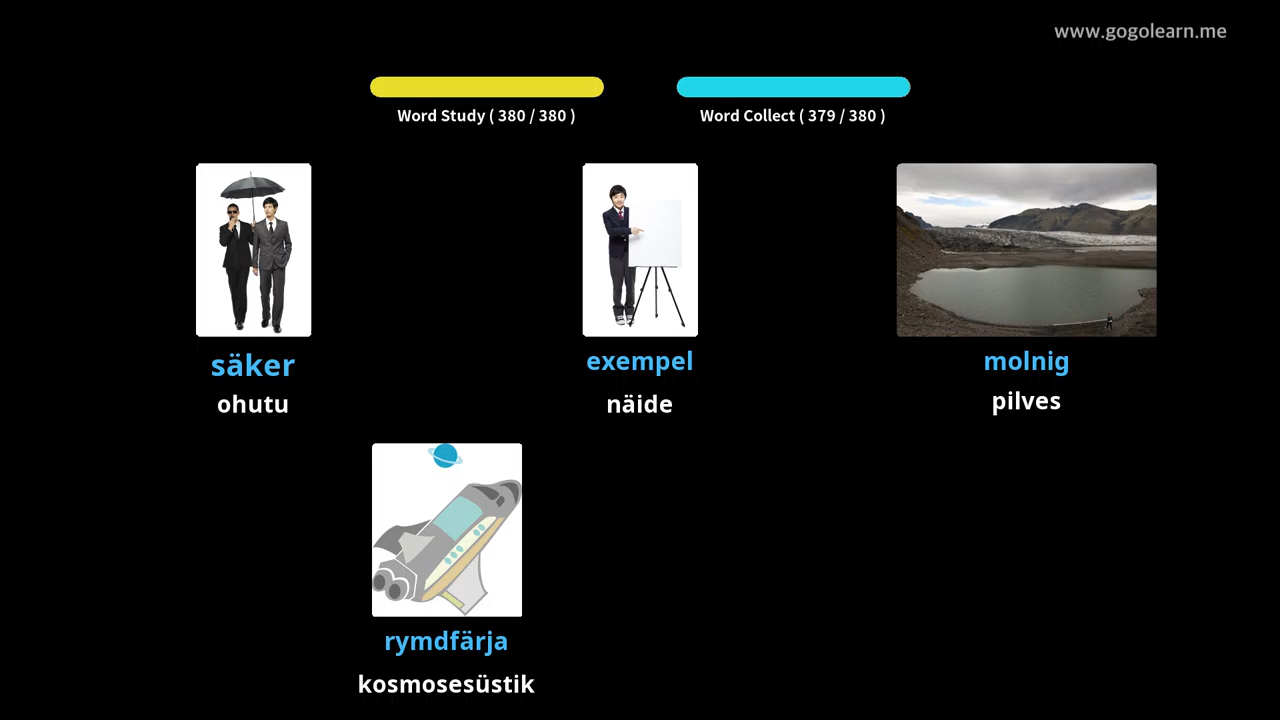 www.gogolearn.me
Word Study ( 380 / 380 )
Word Collect ( 379 / 380 )
säker
ohutu
exempel
näide
molnig
pilves
rymdfärja
kosmosesüstik